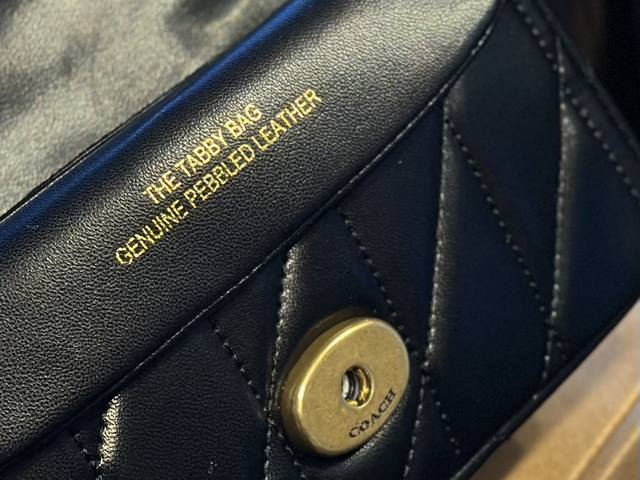 THE TABBY BAG
GENUINE PEBBLED LEATHER
COACH